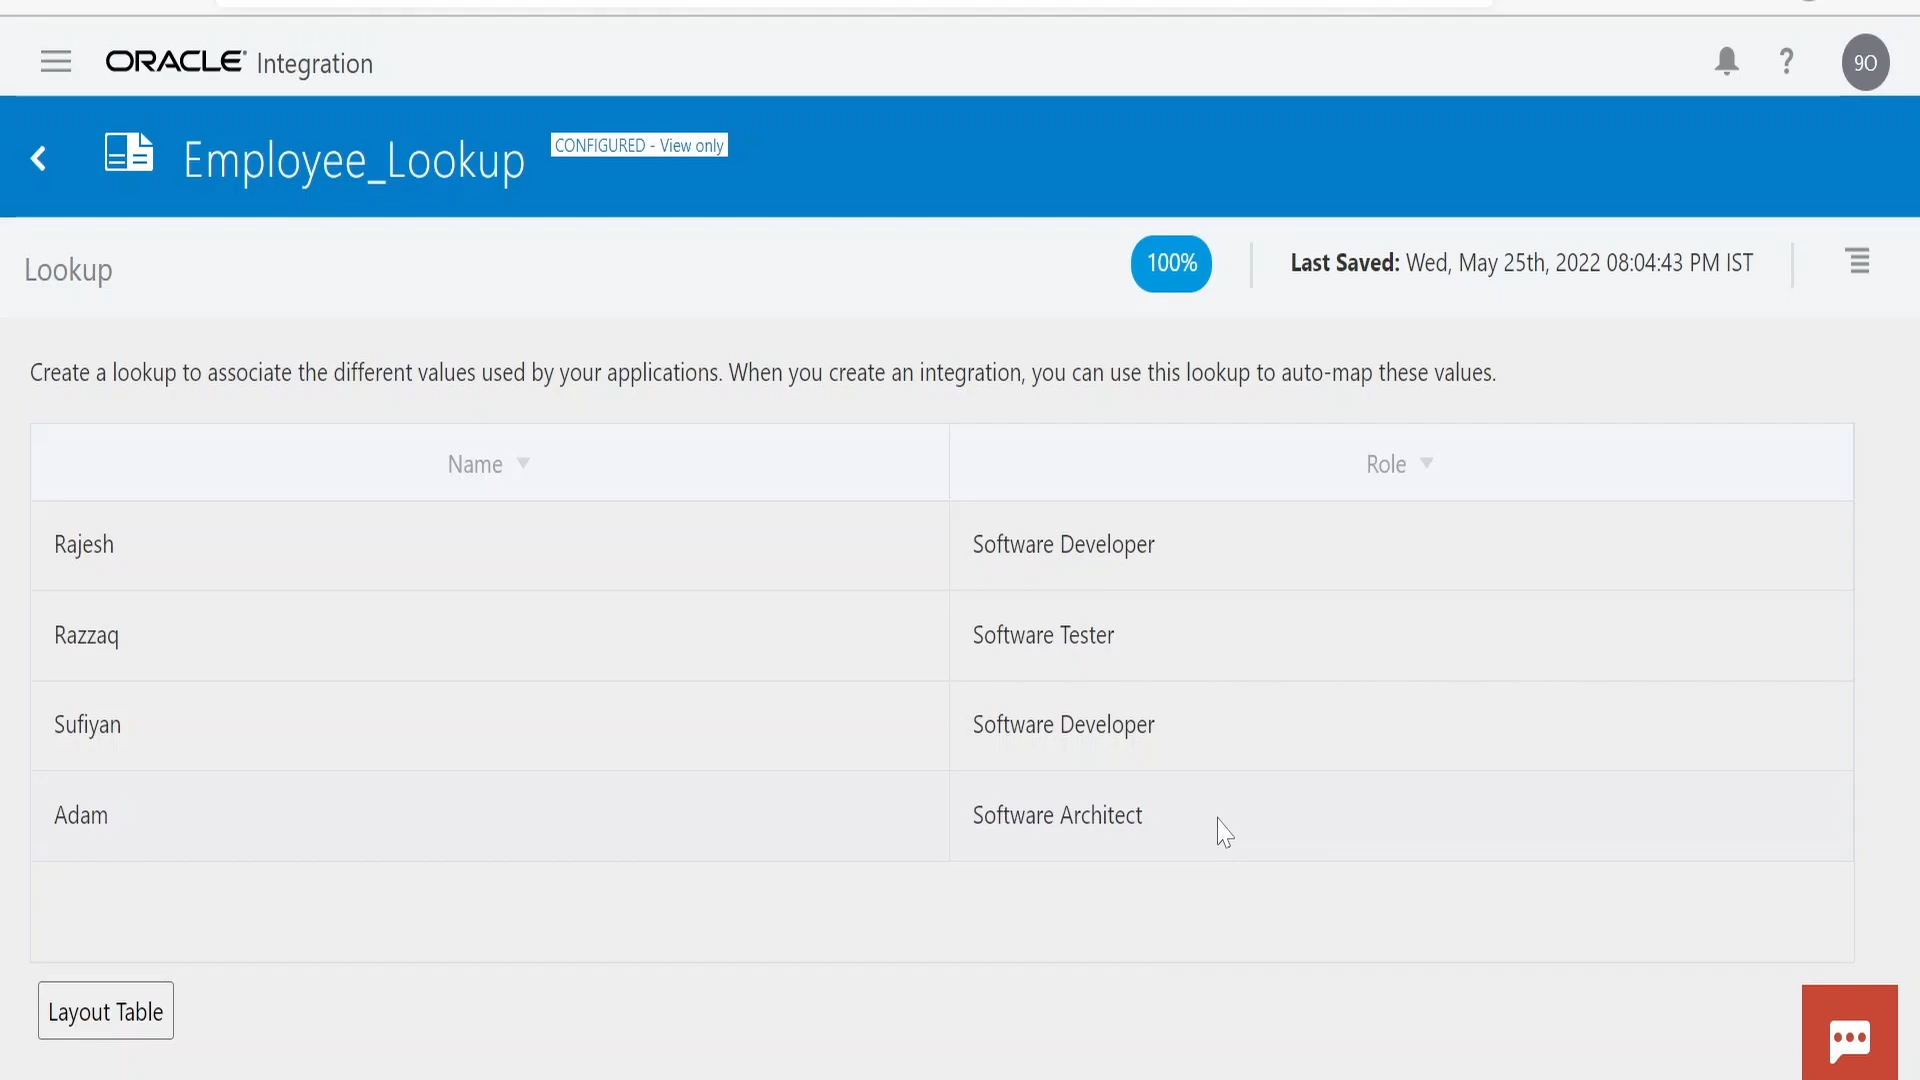 ORACLE Integration
9O
Employee_Lookup
CONFIGURED - View only
Lookup
100%
Last Saved: Wed, May 25th, 2022 08:04:43 PM IST
Create a lookup to associate the different values used by your applications. When you create an integration, you can use this lookup to auto-map these values.
Name Role
Rajesh Software Developer
Razzaq Software Tester
Sufiyan Software Developer
Adam Software Architect
Layout Table